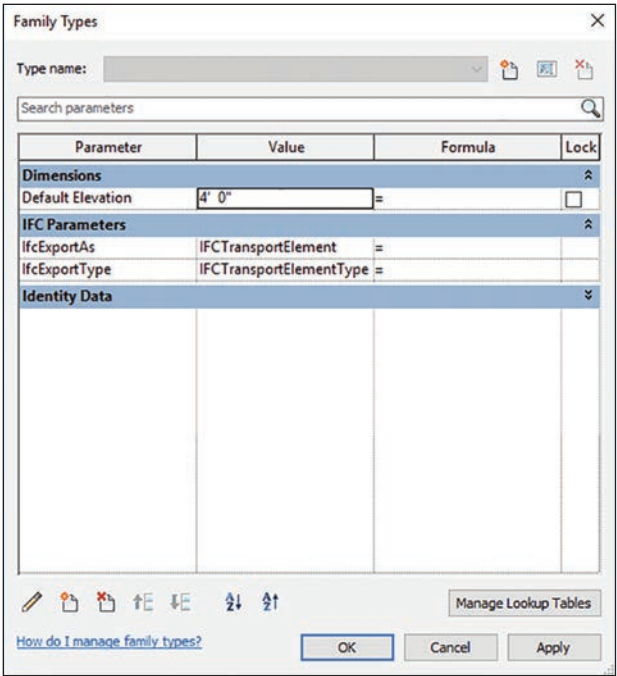 Family Types
Type name:
Search parameters
Parameter Value Formula Lock
Dimensions
Default Elevation 4' 0" =
IFC Parameters
IfcExportAs IFCTransportElement =
IfcExportType IFCTransportElementType =
Identity Data
Manage Lookup Tables
How do I manage family types? OK Cancel Apply